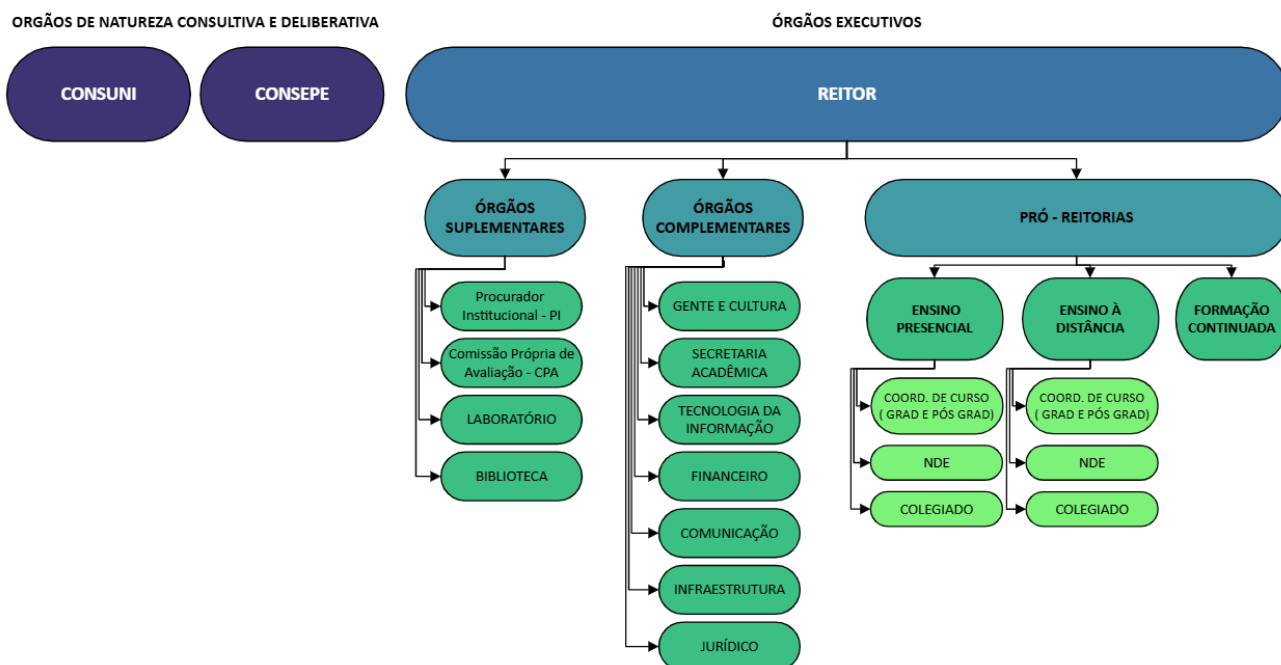 ORGÃOS DE NATUREZA CONSULTIVA E DELIBERATIVA
ÓRGÃOS EXECUTIVOS
CONSUNI
CONSEPE
REITOR
ÓRGÃOS
SUPLEMENTARES
Procurador
Institucional - PI
Comissão Própria de
Avaliação - CPA
LABORATÓRIO
BIBLIOTECA
ÓRGÃOS
COMPLEMENTARES
GENTE E CULTURA
SECRETARIA
ACADÊMICA
TECNOLOGIA DA
INFORMAÇÃO
FINANCEIRO
COMUNICAÇÃO
INFRAESTRUTURA
JURÍDICO
PRÓ - REITORIAS
ENSINO
PRESENCIAL
COORD. DE CURSO
( GRAD E PÓS GRAD)
NDE
COLEGIADO
ENSINO À
DISTÂNCIA
COORD. DE CURSO
( GRAD E PÓS GRAD)
NDE
COLEGIADO
FORMAÇÃO
CONTINUADA